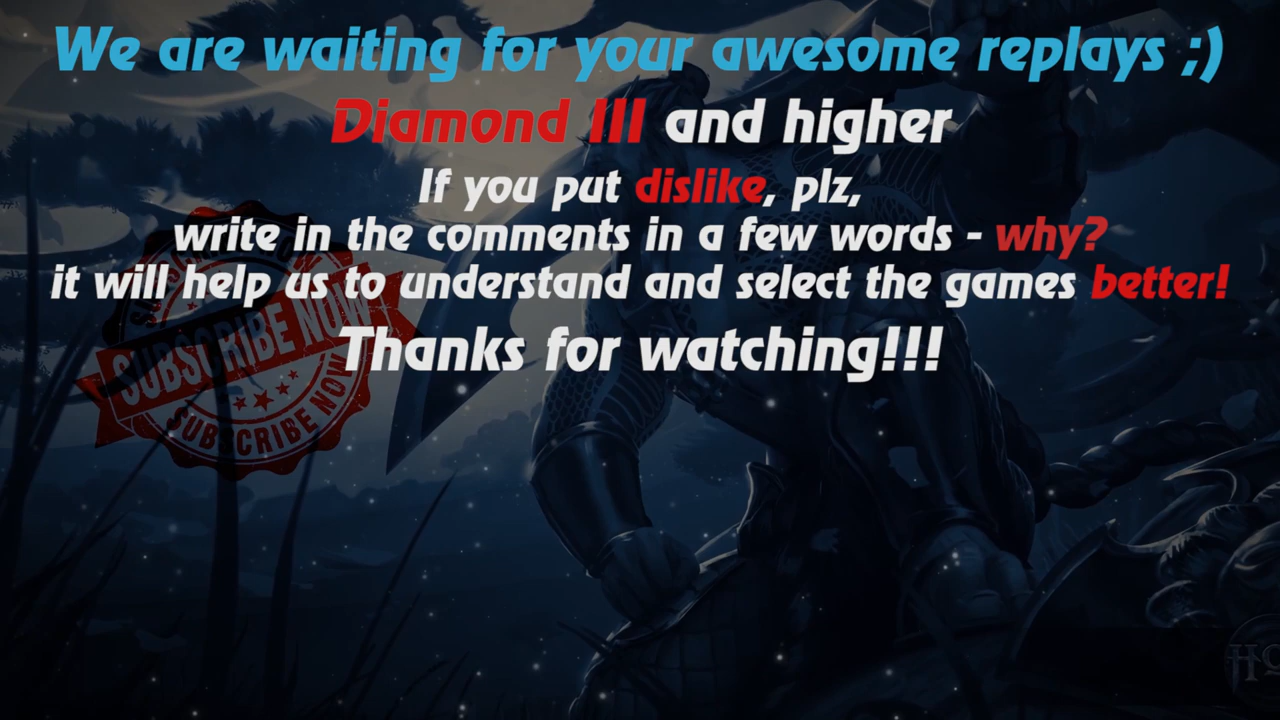 We are waiting for your awesome replays ;)
Diamond III and higher
If you put dislike, plz,
write in the comments in a few words - why?
it will help us to understand and select the games better!
Thanks for watching!!!
SUBSCRIBE NOW
SUBSCRIBE NOW